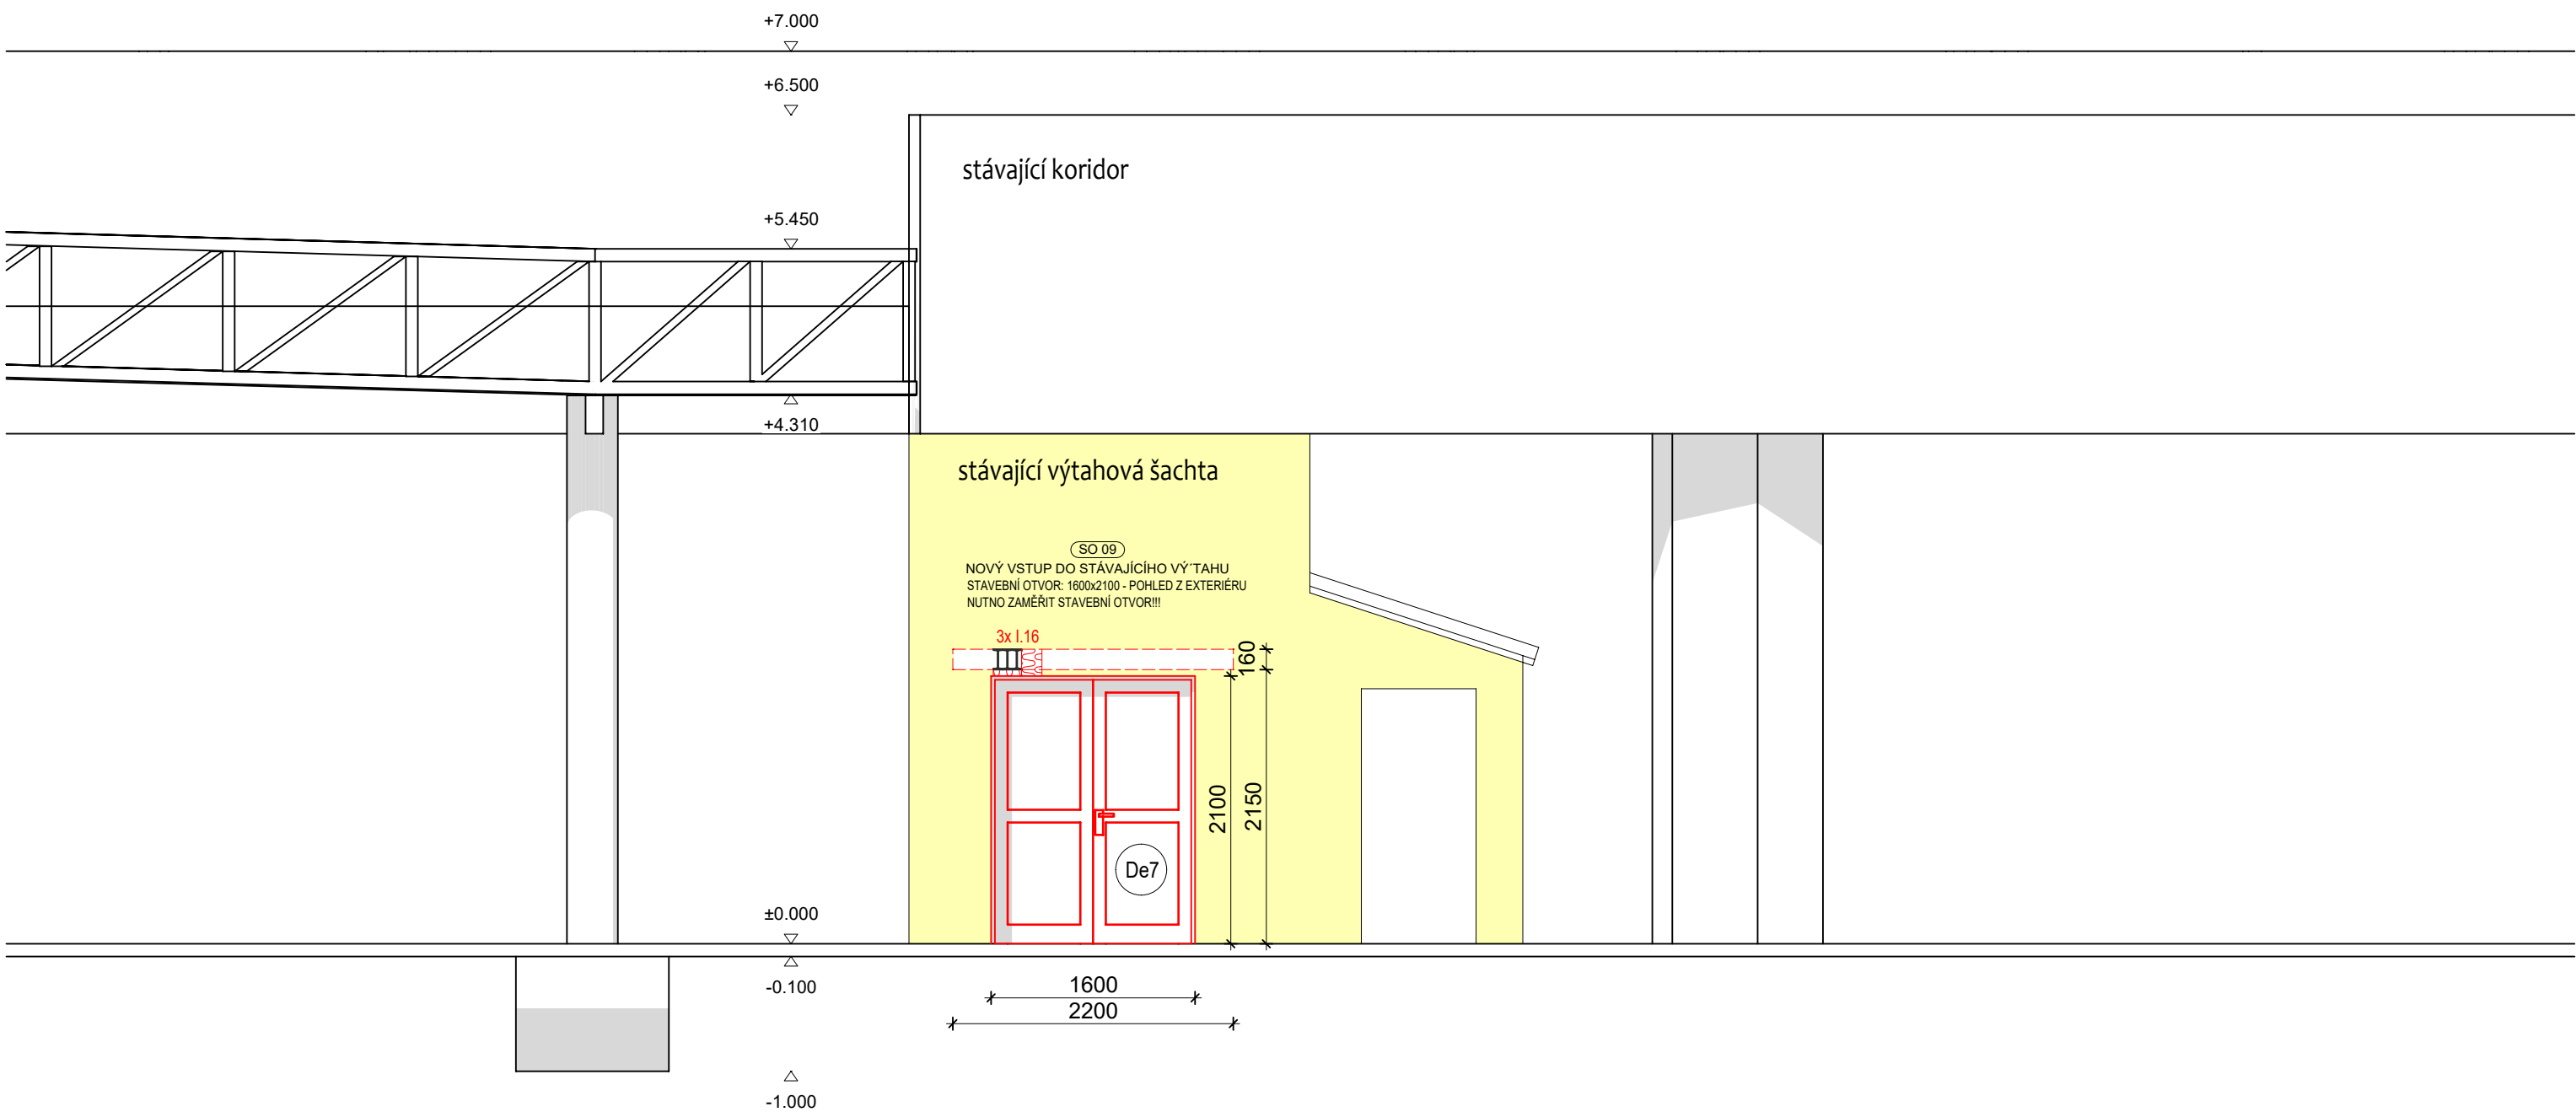 +7.000
+6.500
stávající koridor
+5.450
+4.310
stávající výtahová šachta
SO 09
NOVÝ VSTUP DO STÁVAJÍCÍHO VÝ´TAHU
STAVEBNÍ OTVOR: 1600x2100 - POHLED Z EXTERIÉRU
NUTNO ZAMĚŘIT STAVEBNÍ OTVOR!!!
3x I.16
160
2100
2150
De7
±0.000
-0.100
1600
2200
-1.000